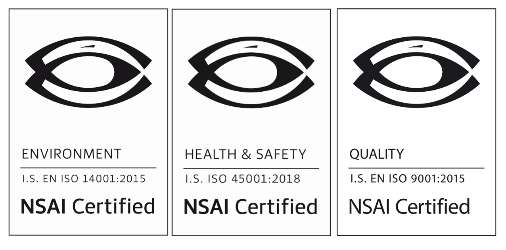 ENVIRONMENT
I.S. EN ISO 14001:2015
NSAI Certified
HEALTH & SAFETY
I.S. ISO 45001:2018
NSAI Certified
QUALITY
I.S. EN ISO 9001:2015
NSAI Certified